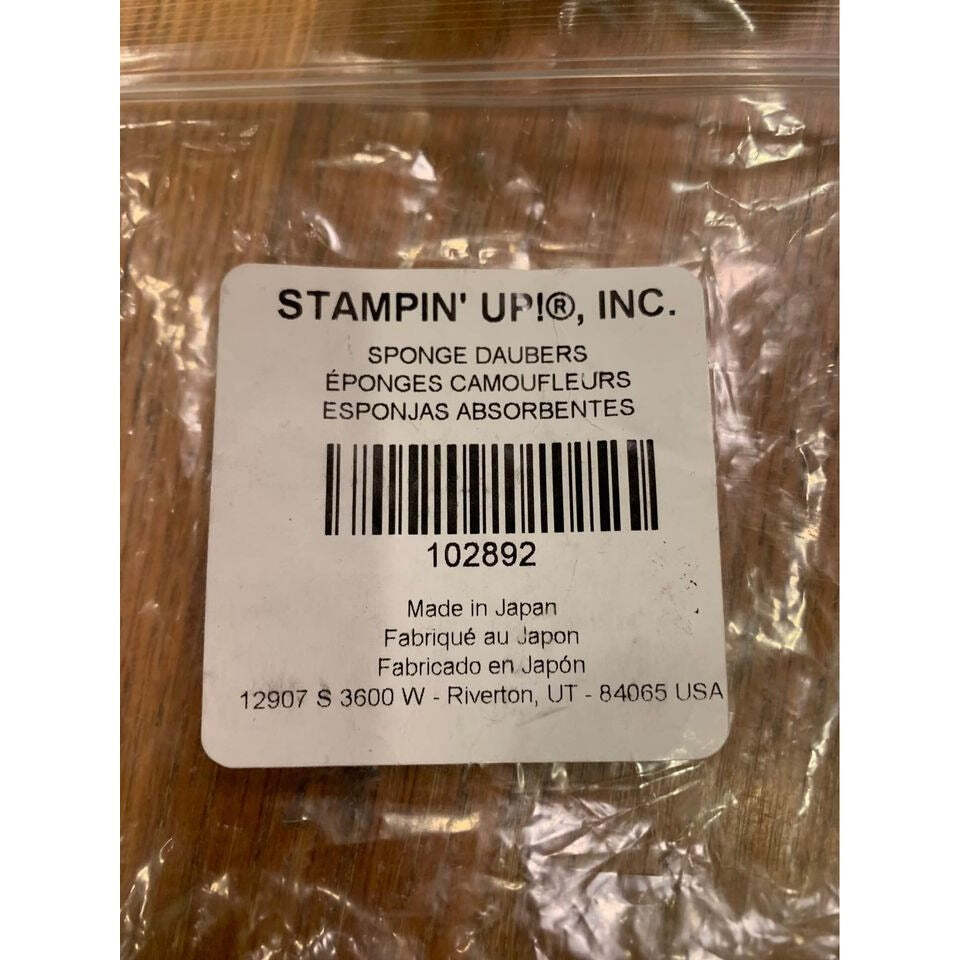 STAMPIN' UP!®, INC.
SPONGE DAUBERS
ÉPONGES CAMOUFLEURS
ESPONJAS ABSORBENTES
102892
Made in Japan
Fabriqué au Japon
Fabricado en Japón
12907 S 3600 W - Riverton, UT - 84065 USA